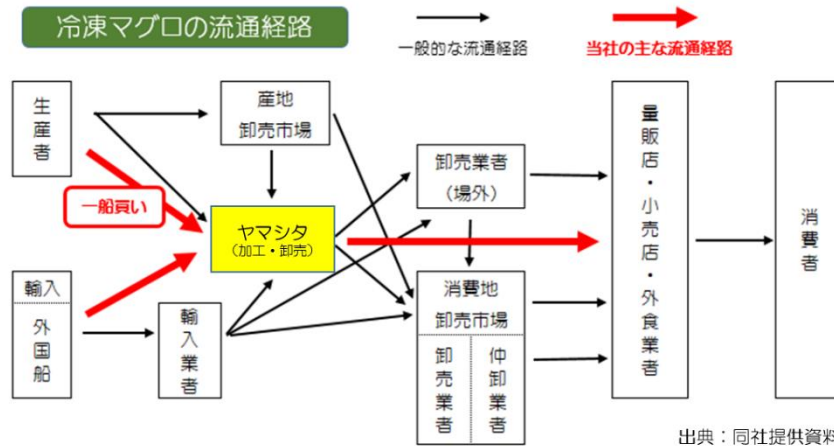 冷凍マグロの流通経路
一般的な流通経路
当社の主な流通経路
生産者
産地
卸売市場
一船買い
ヤマシタ
(加工・卸売)
卸売業者
(場外)
量販店・小売店・外食業者
消費者
輸入
外国船
輸入業者
消費地
卸売市場
卸売業者
仲卸業者
出典:同社提供資料